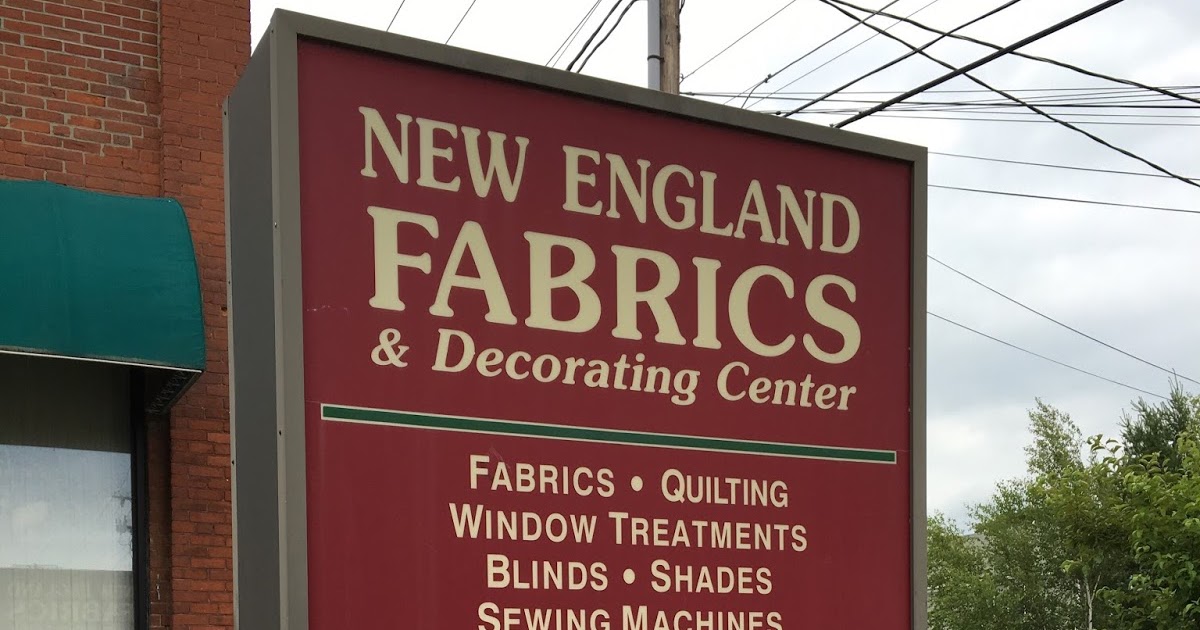 NEW ENGLAND
FABRICS
& Decorating Center
FABRICS • QUILTING
WINDOW TREATMENTS
BLINDS • SHADES
SEWING MACHINES